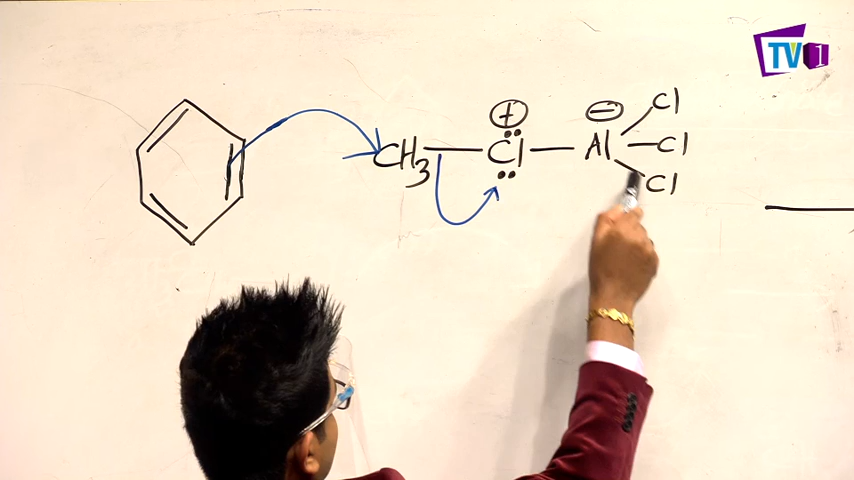 TV1
⊕ ⊖ Cl
CH₃ — Cl — Al — Cl
Cl